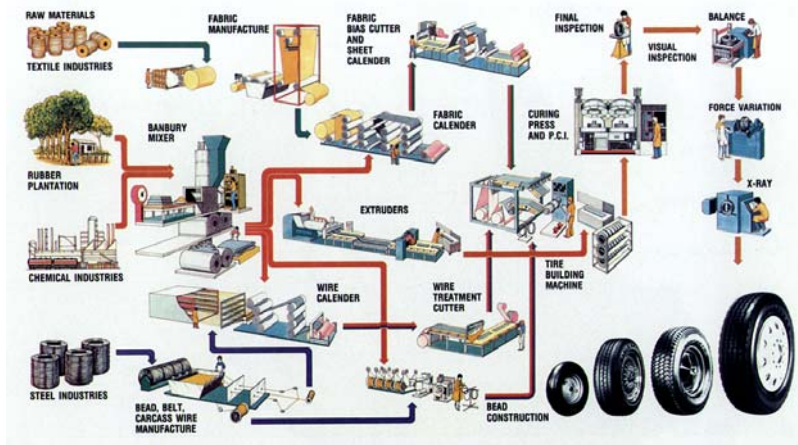 RAW MATERIALS
TEXTILE INDUSTRIES
FABRIC
MANUFACTURE
FABRIC
BIAS CUTTER
AND
SHEET
CALENDER
FINAL
INSPECTION
VISUAL
INSPECTION
BALANCE
RUBBER
PLANTATION
BANBURY
MIXER
FABRIC
CALENDER
CURING
PRESS
AND P.C.I.
FORCE VARIATION
X-RAY
CHEMICAL INDUSTRIES
EXTRUDERS
TIRE
BUILDING
MACHINE
WIRE
CALENDER
WIRE
TREATMENT
CUTTER
STEEL INDUSTRIES
BEAD, BELT,
CARCASS WIRE
MANUFACTURE
BEAD
CONSTRUCTION